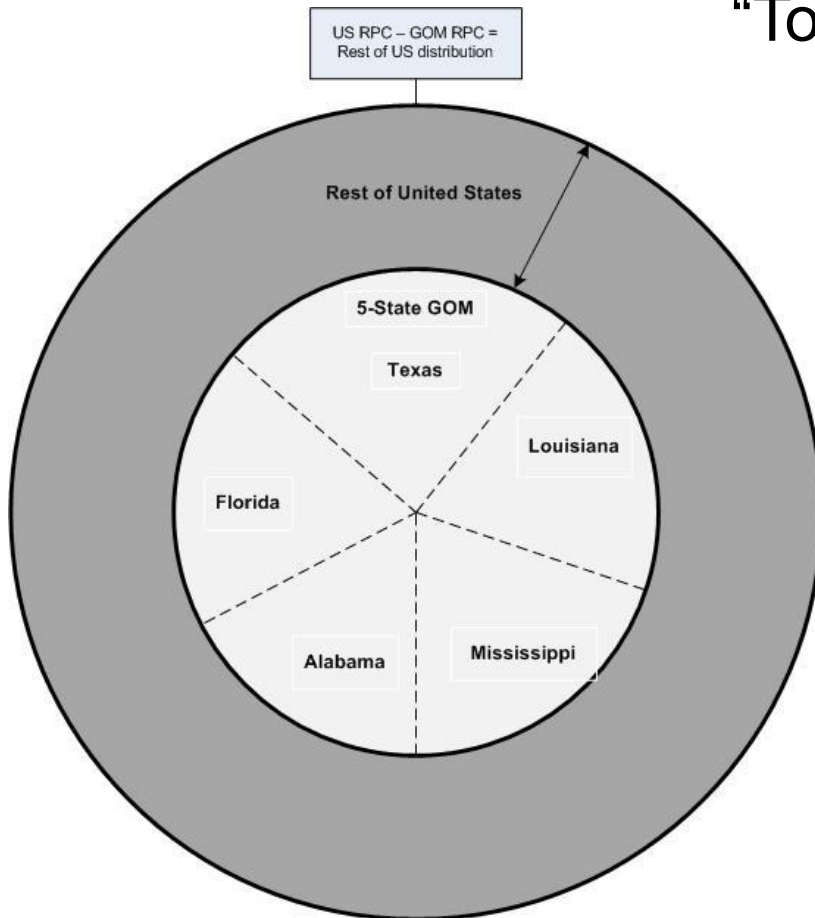 “To
US RPC – GOM RPC =
Rest of US distribution
Rest of United States
5-State GOM
Texas
Louisiana
Florida
Mississippi
Alabama